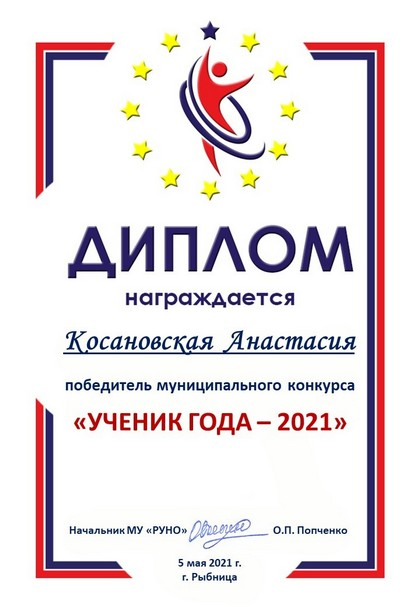 ДИПЛОМ
награждается
Косановская Анастасия
победитель муниципального конкурса
«УЧЕНИК ГОДА – 2021»
Начальник МУ «РУНО» О.П. Попченко
5 мая 2021 г.
г. Рыбница